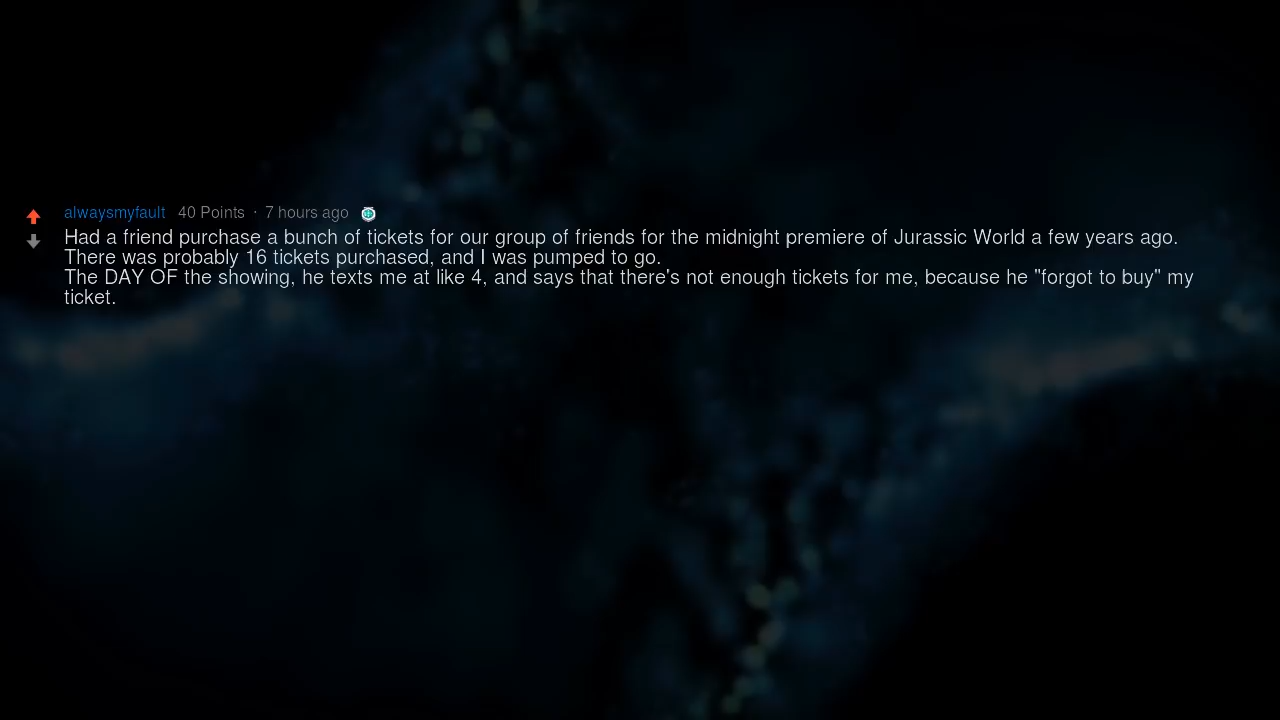 alwaysmyfault 40 Points · 7 hours ago
Had a friend purchase a bunch of tickets for our group of friends for the midnight premiere of Jurassic World a few years ago.
There was probably 16 tickets purchased, and I was pumped to go.
The DAY OF the showing, he texts me at like 4, and says that there's not enough tickets for me, because he "forgot to buy" my
ticket.